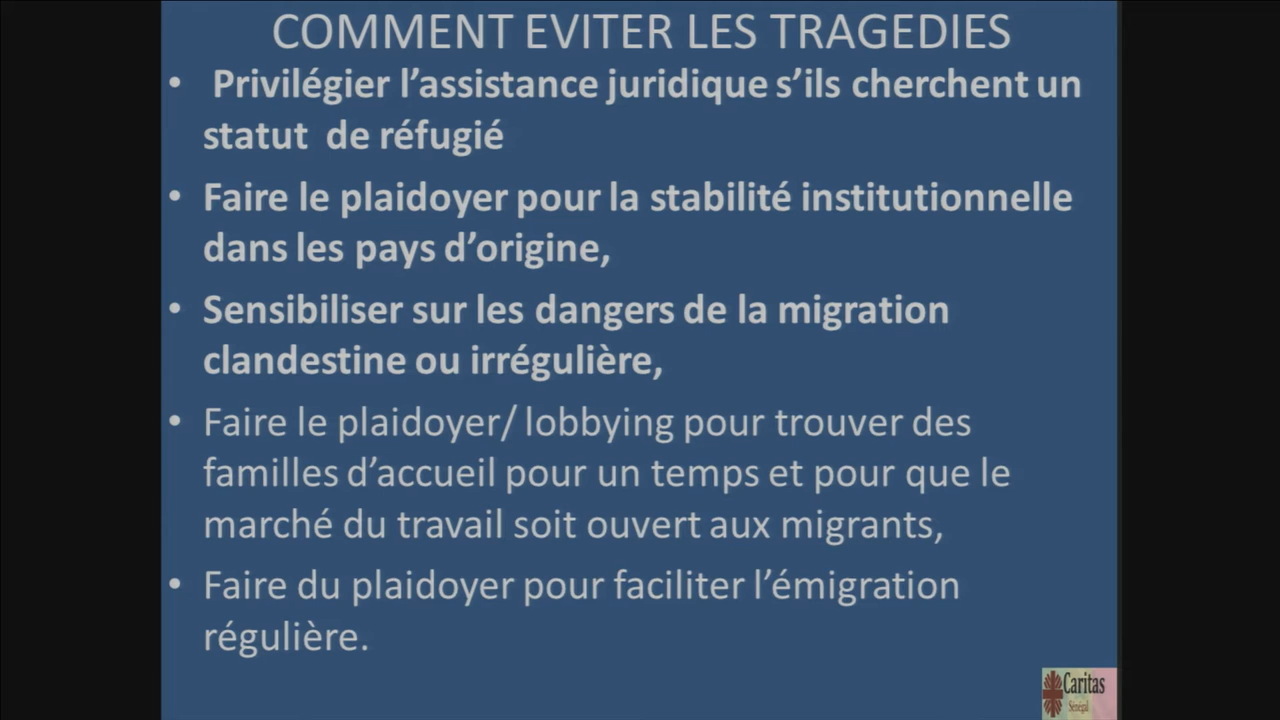 COMMENT EVITER LES TRAGEDIES
• Privilégier l’assistance juridique s’ils cherchent un
statut de réfugié
• Faire le plaidoyer pour la stabilité institutionnelle
dans les pays d’origine,
• Sensibiliser sur les dangers de la migration
clandestine ou irrégulière,
• Faire le plaidoyer/ lobbying pour trouver des
familles d’accueil pour un temps et pour que le
marché du travail soit ouvert aux migrants,
• Faire du plaidoyer pour faciliter l’émigration
régulière.
Caritas
Sénégal